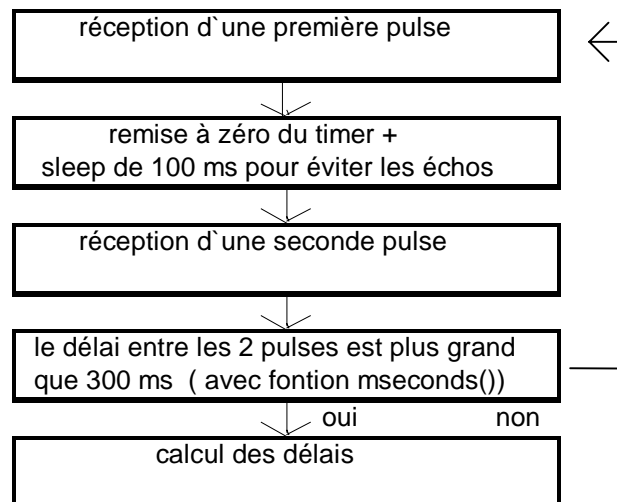 réception d`une première pulse
remise à zéro du timer +
sleep de 100 ms pour éviter les échos
réception d`une seconde pulse
le délai entre les 2 pulses est plus grand
que 300 ms ( avec fontion mseconds())
oui non
calcul des délais